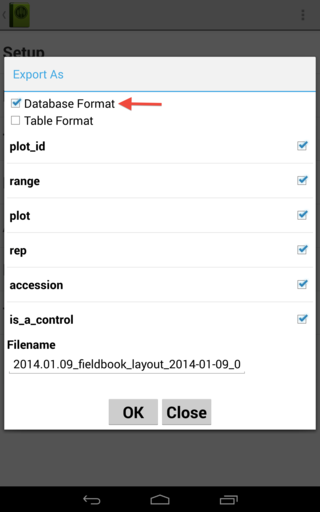 Setup
Export As
Database Format
Table Format
plot_id
range
plot
rep
accession
is_a_control
Filename
2014.01.09_fieldbook_layout_2014-01-09_0
OK Close